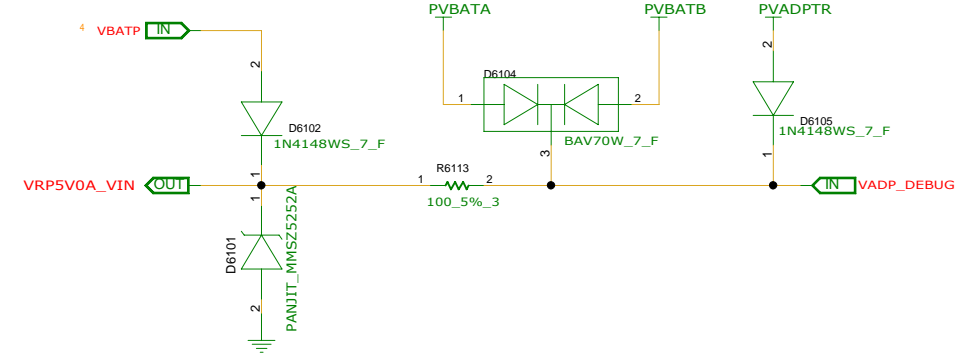 PVBATA
PVBATB
PVADPTR
4
VBATP
IN
2
2
D6104
1
2
D6102
1N4148WS_7_F
BAV70W_7_F
D6105
1N4148WS_7_F
3
1
1
R6113
VRP5V0A_VIN
OUT
1
2
IN
VADP_DEBUG
100_5%_3
1
D6101
PANJIT_MMSZ5252A
2